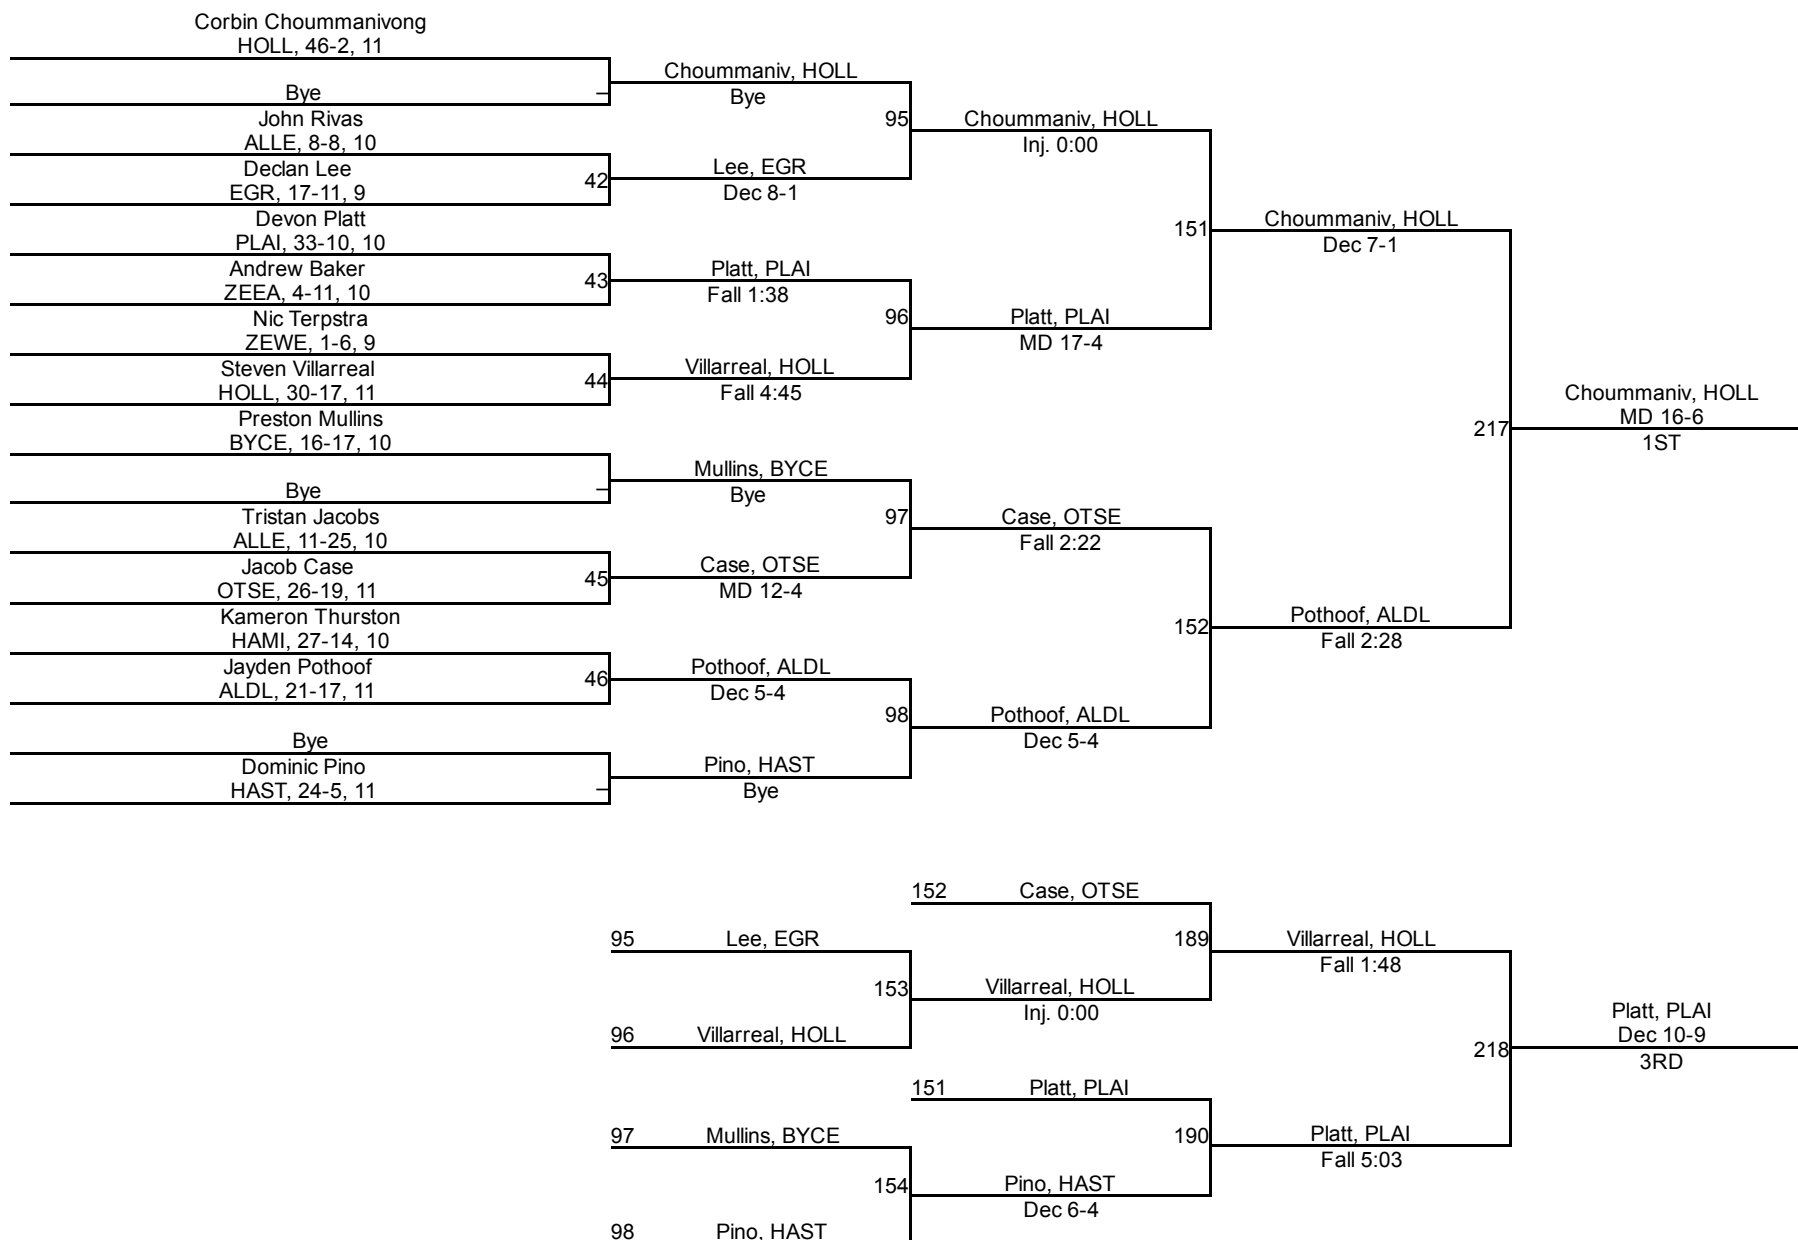 Corbin Choummanivong
HOLL, 46-2, 11
Bye
John Rivas
ALLE, 8-8, 10
Declan Lee
EGR, 17-11, 9
Devon Platt
PLAI, 33-10, 10
Andrew Baker
ZEEA, 4-11, 10
Nic Terpstra
ZEWE, 1-6, 9
Steven Villarreal
HOLL, 30-17, 11
Preston Mullins
BYCE, 16-17, 10
Bye
Tristan Jacobs
ALLE, 11-25, 10
Jacob Case
OTSE, 26-19, 11
Kameron Thurston
HAMI, 27-14, 10
Jayden Pothoof
ALDL, 21-17, 11
Bye
Dominic Pino
HAST, 24-5, 11
–
42
43
44
–
45
46
–
Choummaniv, HOLL
Bye
Lee, EGR
Dec 8-1
Platt, PLAI
Fall 1:38
Villarreal, HOLL
Fall 4:45
Mullins, BYCE
Bye
Case, OTSE
MD 12-4
Pothoof, ALDL
Dec 5-4
Pino, HAST
Bye
95
96
97
98
Choummaniv, HOLL
Inj. 0:00
Platt, PLAI
MD 17-4
Case, OTSE
Fall 2:22
Pothoof, ALDL
Dec 5-4
151
152
Choummaniv, HOLL
Dec 7-1
Pothoof, ALDL
Fall 2:28
217
Choummaniv, HOLL
MD 16-6
1ST
95 Lee, EGR
96 Villarreal, HOLL
97 Mullins, BYCE
98 Pino, HAST
153
154
152 Case, OTSE
Villarreal, HOLL
Inj. 0:00
151 Platt, PLAI
Pino, HAST
Dec 6-4
189
190
Villarreal, HOLL
Fall 1:48
Platt, PLAI
Fall 5:03
218
Platt, PLAI
Dec 10-9
3RD